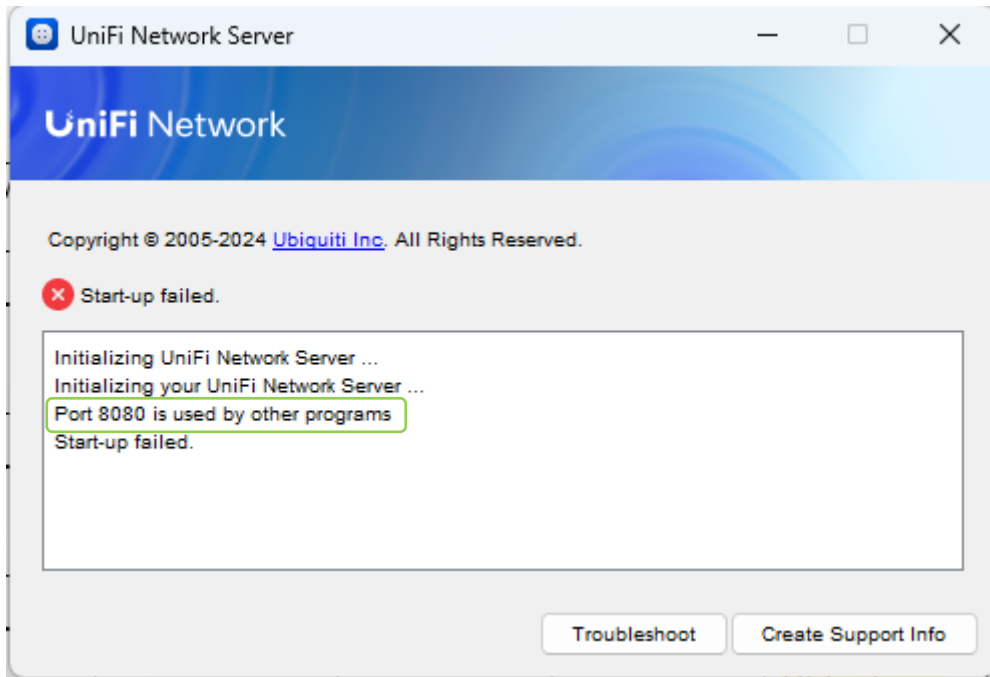 UniFi Network Server
UniFi Network
Copyright © 2005-2024 Ubiquiti Inc. All Rights Reserved.
Start-up failed.
Initializing UniFi Network Server ...
Initializing your UniFi Network Server ...
Port 8080 is used by other programs
Start-up failed.
Troubleshoot
Create Support Info